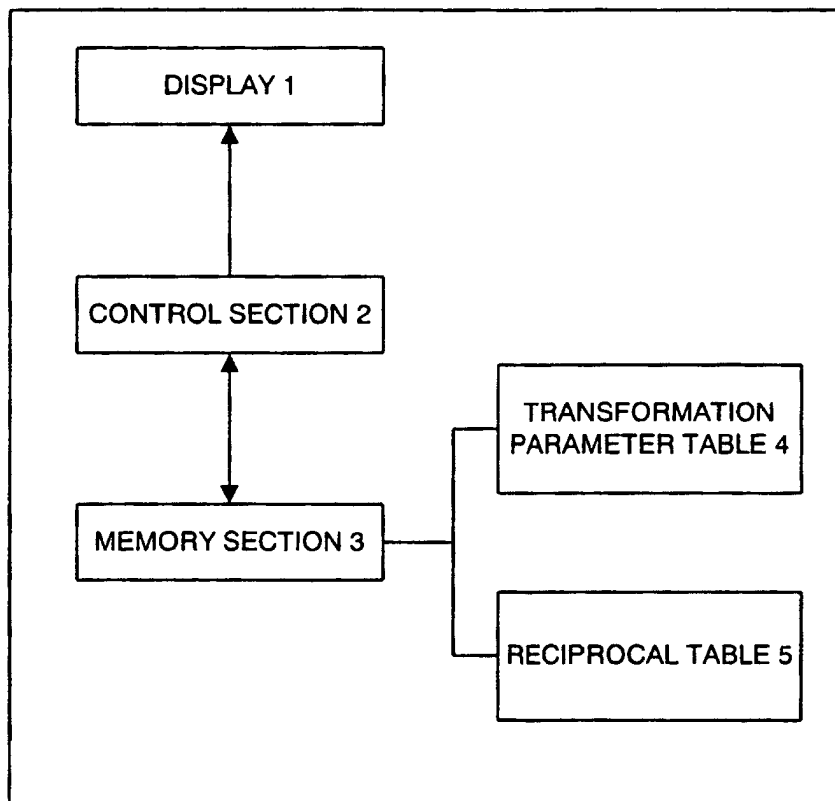 DISPLAY 1
CONTROL SECTION 2
MEMORY SECTION 3
TRANSFORMATION
PARAMETER TABLE 4
RECIPROCAL TABLE 5